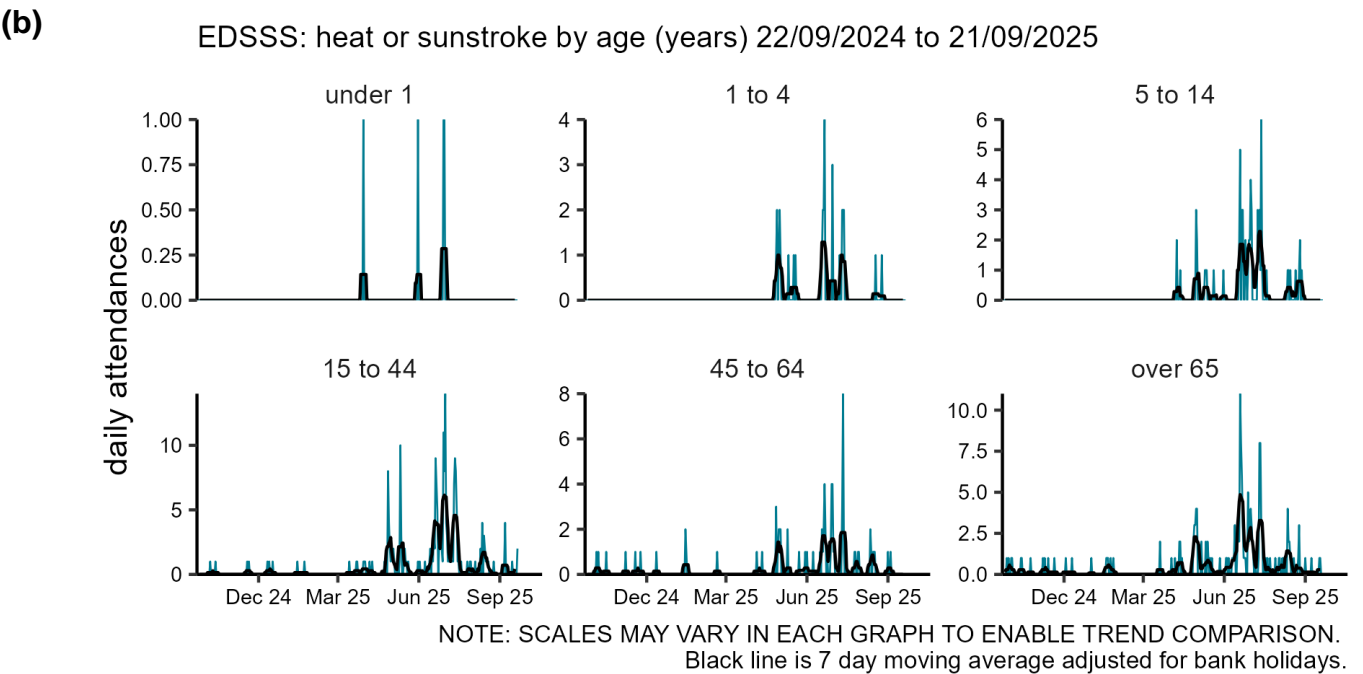 (b)
EDSSS: heat or sunstroke by age (years) 22/09/2024 to 21/09/2025
daily attendances
under 1
1.00
0.75
0.50
0.25
0.00
1 to 4
4
3
2
1
0
5 to 14
6
5
4
3
2
1
0
15 to 44
10
5
0
Dec 24 Mar 25 Jun 25 Sep 25
45 to 64
8
6
4
2
0
Dec 24 Mar 25 Jun 25 Sep 25
over 65
10.0
7.5
5.0
2.5
0.0
Dec 24 Mar 25 Jun 25 Sep 25
NOTE: SCALES MAY VARY IN EACH GRAPH TO ENABLE TREND COMPARISON.
Black line is 7 day moving average adjusted for bank holidays.